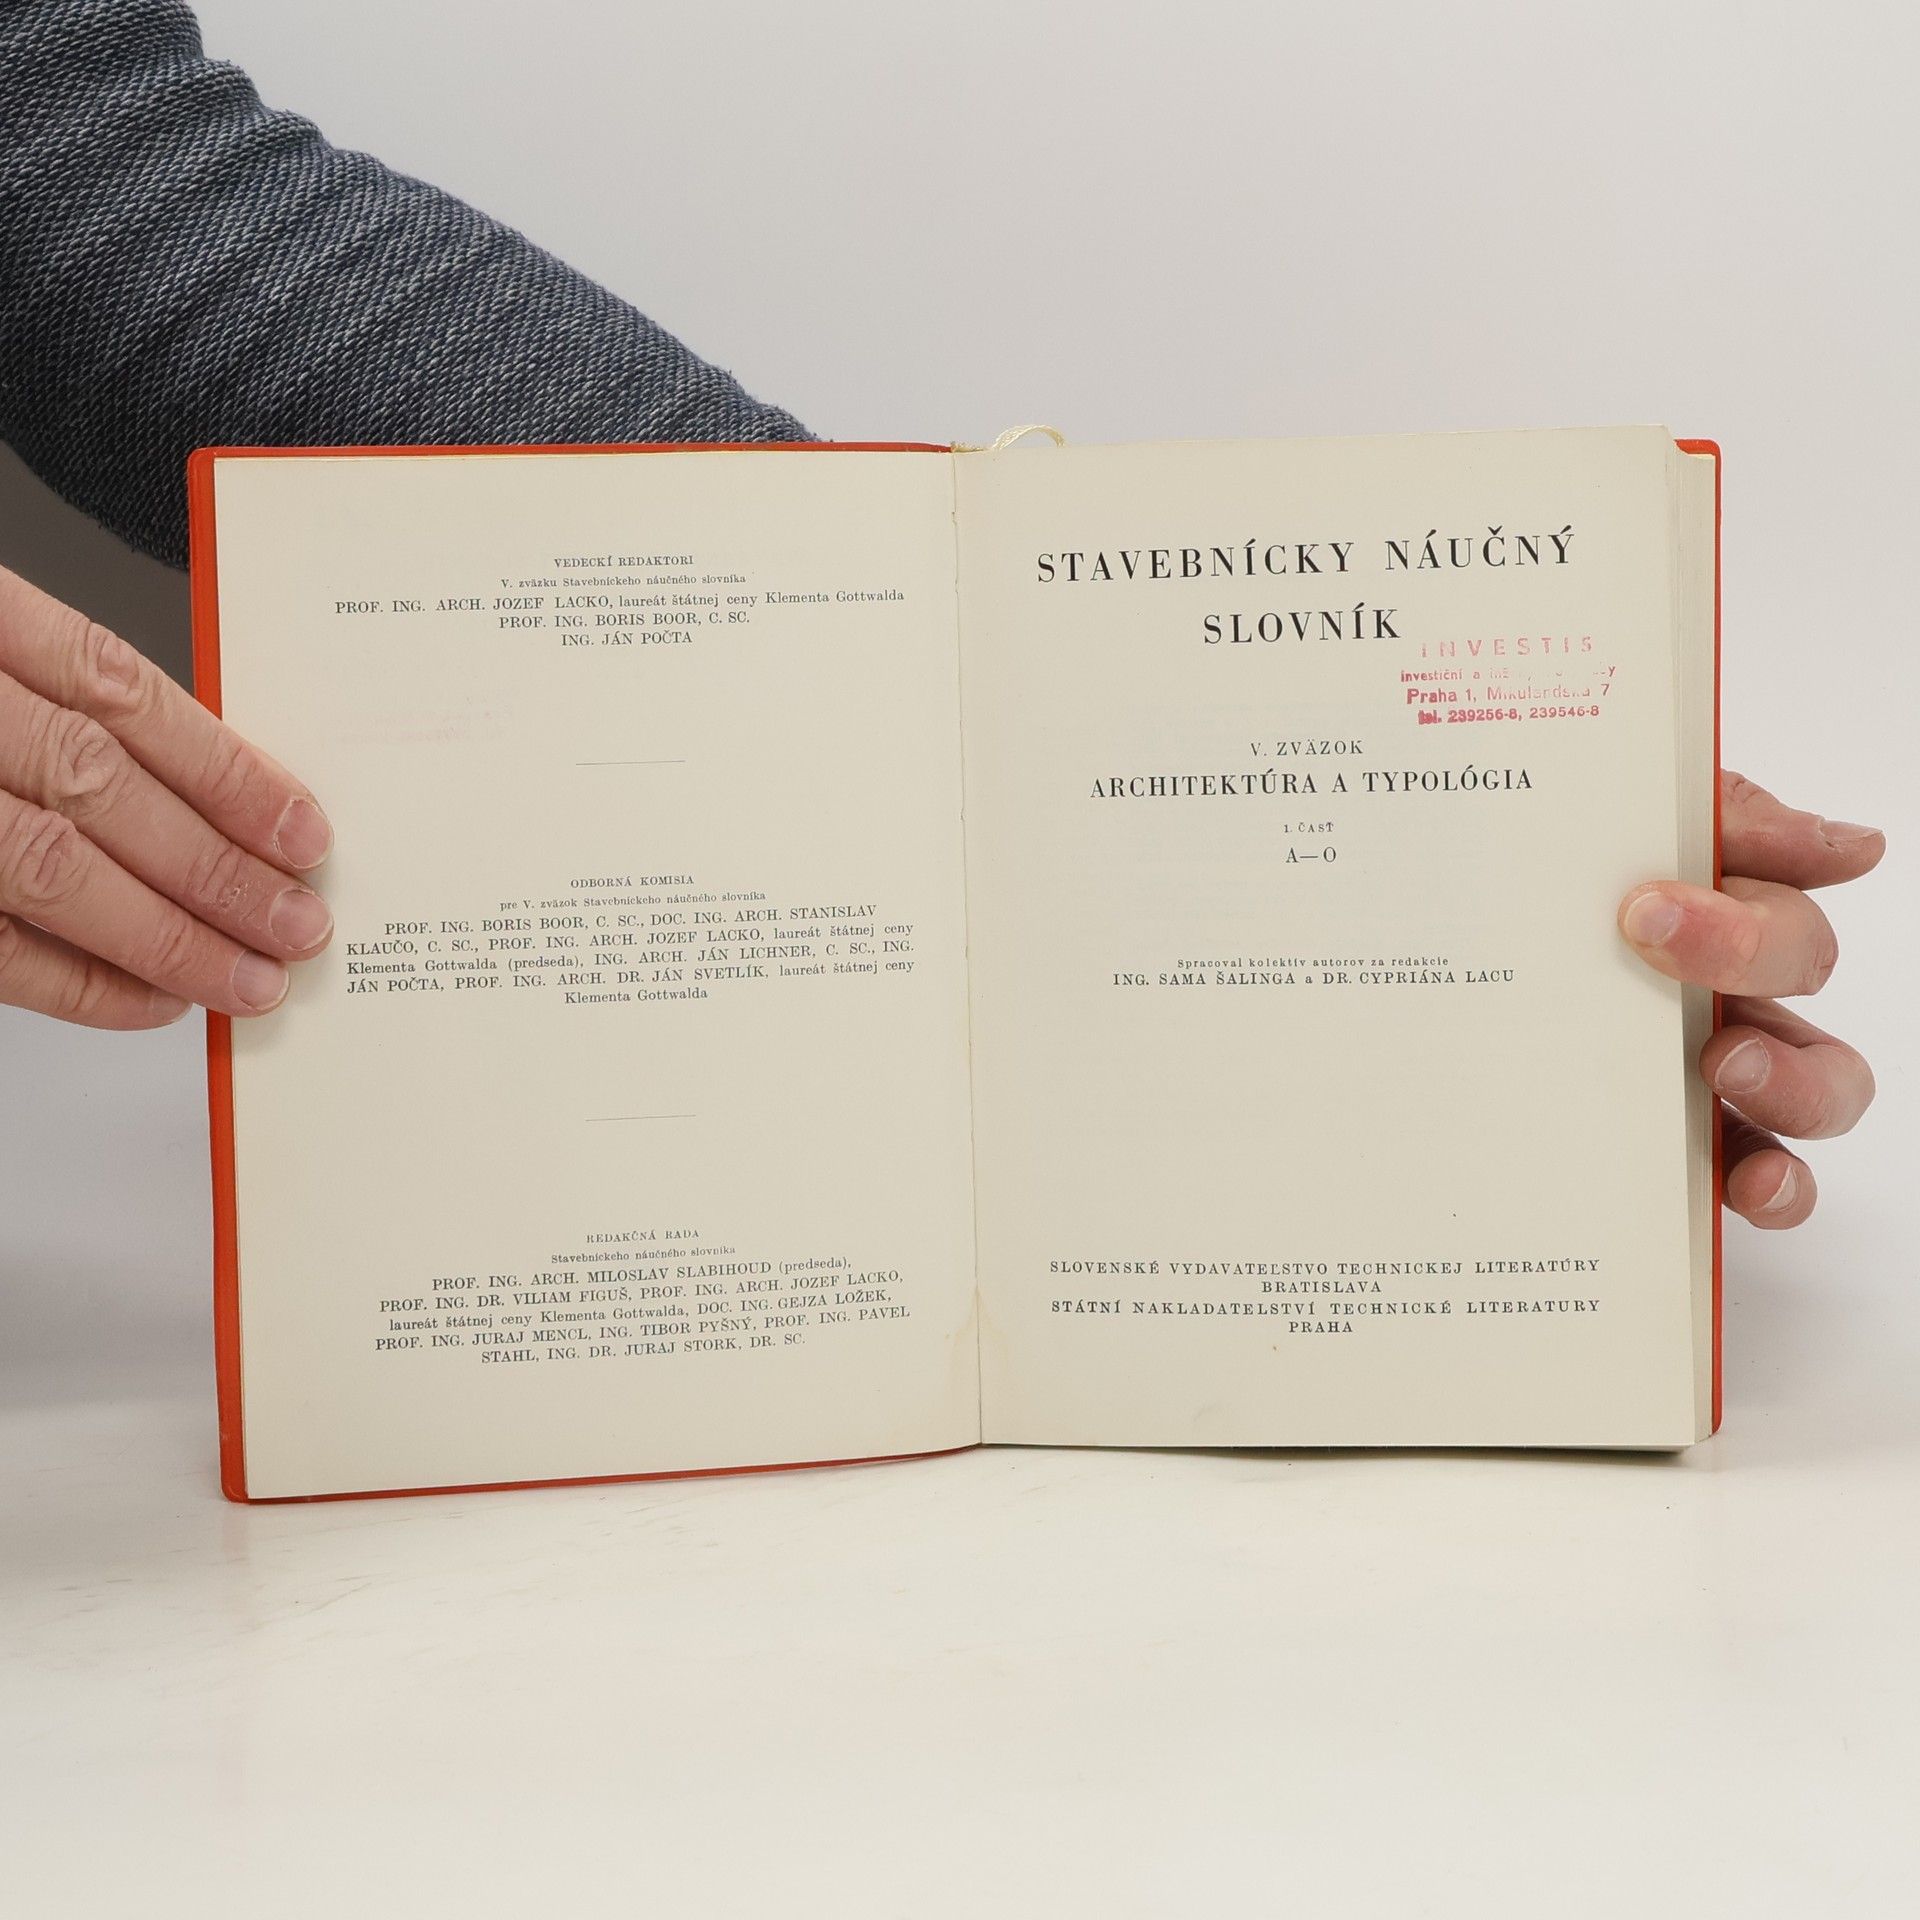 VEDECKÍ REDAKTORI
V. zväzku Stavebníckeho náučného slovníka
PROF. ING. ARCH. JOZEF LACKO, laureát štátnej ceny Klementa Gottwalda
PROF. ING. BORIS BOOR, C. SC.
ING. JÁN POČTA
ODBORNÁ KOMISIA
pre V. zväzok Stavebníckeho náučného slovníka
PROF. ING. BORIS BOOR, C. SC., DOC. ING. ARCH. STANISLAV
KLAUČO, C. SC., PROF. ING. ARCH. JOZEF LACKO, laureát štátnej ceny
Klementa Gottwalda (predseda), ING. ARCH. JÁN LICHNER, C. SC., ING.
JÁN POČTA, PROF. ING. ARCH. DR. JÁN SVETLÍK, laureát štátnej ceny
Klementa Gottwalda
REDAKČNÁ RADA
Stavebníckeho náučného slovníka
PROF. ING. ARCH. MILOSLAV SLABIHOUD (predseda),
PROF. ING. DR. VILIAM FIGUŠ, PROF. ING. ARCH. JOZEF LACKO,
laureát štátnej ceny Klementa Gottwalda, DOC. ING. GEJZA LOŽEK,
PROF. ING. JURAJ MENCL, ING. TIBOR PYŠNÝ, PROF. ING. PAVEL
STAHL, ING. DR. JURAJ STORK, DR. SC.
STAVEBNÍCKY NÁUČNÝ
SLOVNÍK
INVESTIS
investiční a
Praha 1, Mikulandská 7
tel. 239256-8, 239546-8
V. ZVÄZOK
ARCHITEKTÚRA A TYPOLÓGIA
1. ČASŤ
A—O
Spracoval kolektív autorov za redakcie
ING. SAMA ŠALINGA a DR. CYPRIÁNA LACU
SLOVENSKÉ VYDAVATEĽSTVO TECHNICKEJ LITERATÚRY
BRATISLAVA
STÁTNÍ NAKLADATELSTVÍ TECHNICKÉ LITERATURY
PRAHA